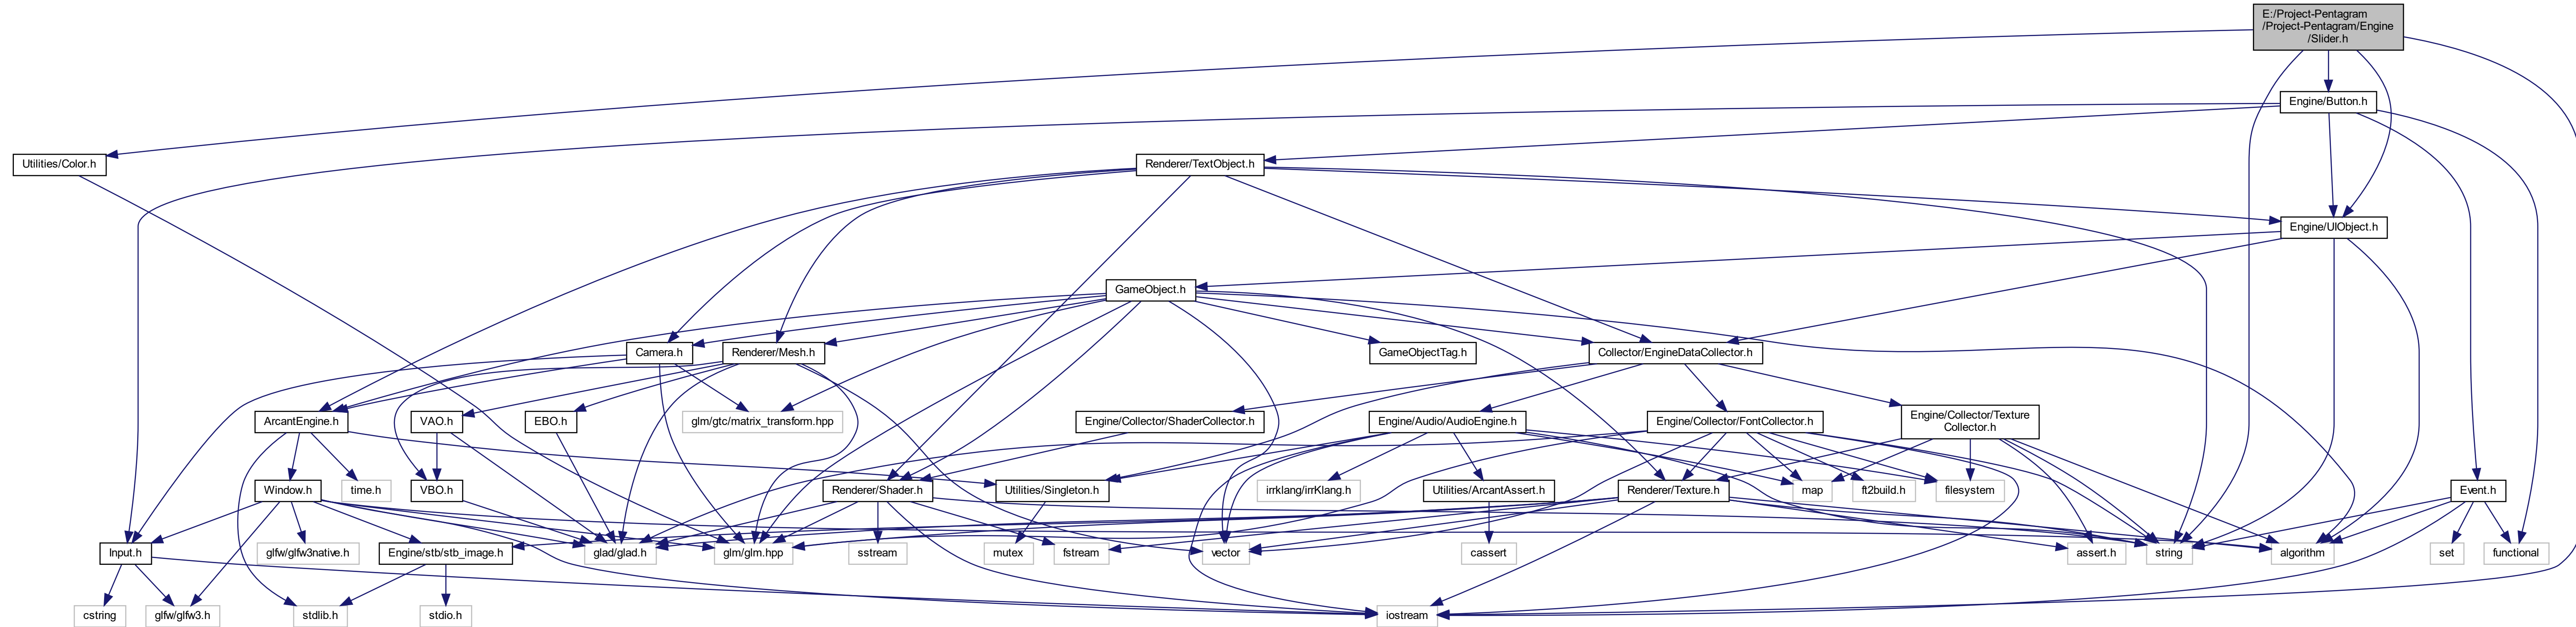 E:/Project-Pentagram
/Project-Pentagram/Engine
/Slider.h
Engine/Button.h
Utilities/Color.h
Renderer/TextObject.h
Engine/UIObject.h
GameObject.h
Camera.h
Renderer/Mesh.h
GameObjectTag.h
Collector/EngineDataCollector.h
ArcantEngine.h
VAO.h
EBO.h
glm/gtc/matrix_transform.hpp
Engine/Collector/ShaderCollector.h
Engine/Audio/AudioEngine.h
Engine/Collector/FontCollector.h
Engine/Collector/Texture
Collector.h
Window.h
time.h
VBO.h
Renderer/Shader.h
Utilities/Singleton.h
irrklang/irrKlang.h
Utilities/ArcantAssert.h
Renderer/Texture.h
map
ft2build.h
filesystem
Event.h
Input.h
glfw/glfw3native.h
Engine/stb/stb_image.h
glad/glad.h
glm/glm.hpp
sstream
mutex
fstream
vector
cassert
assert.h
string
algorithm
set
functional
cstring
glfw/glfw3.h
stdlib.h
stdio.h
iostream